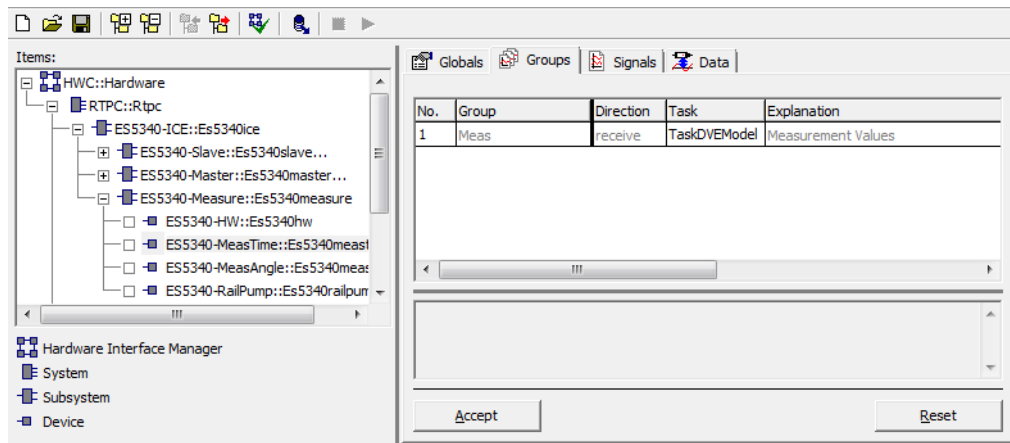 Items:
HWC::Hardware
RTPC::Rtpc
ES5340-ICE::Es5340ice
ES5340-Slave::Es5340slave...
ES5340-Master::Es5340master...
ES5340-Measure::Es5340measure
ES5340-HW::Es5340hw
ES5340-MeasTime::Es5340meast
ES5340-MeasAngle::Es5340meas
ES5340-RailPump::Es5340railpum
Hardware Interface Manager
System
Subsystem
Device
Globals Groups Signals Data
No. Group Direction Task Explanation
1 Meas receive TaskDVEModel Measurement Values
Accept Reset